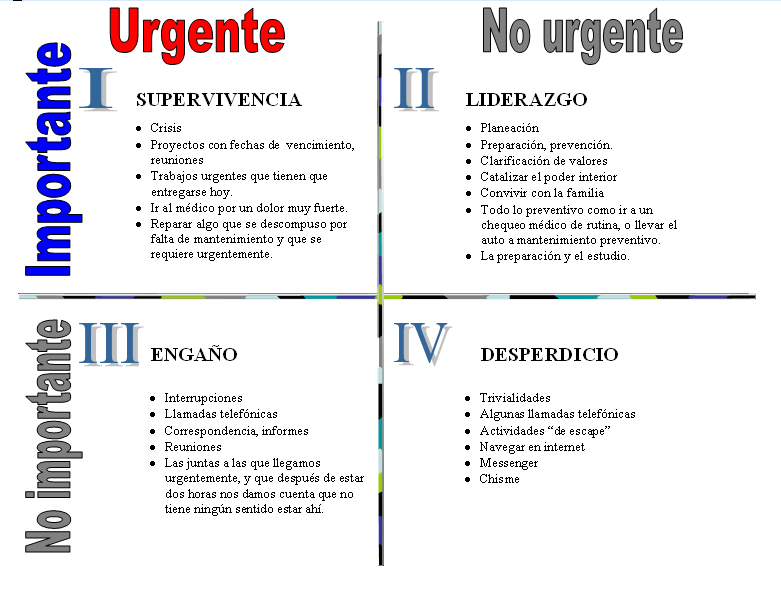 Urgente
No urgente
Importante
I
SUPERVIVENCIA
• Crisis
• Proyectos con fechas de vencimiento,
reuniones
• Trabajos urgentes que tienen que
entregarse hoy.
• Ir al médico por un dolor muy fuerte.
• Reparar algo que se descompuso por
falta de mantenimiento y que se
requiere urgentemente.
II
LIDERAZGO
• Planeación
• Preparación, prevención.
• Clarificación de valores
• Catalizar el poder interior
• Convivir con la familia
• Todo lo preventivo como ir a un
chequeo médico de rutina, o llevar el
auto a mantenimiento preventivo.
• La preparación y el estudio.
No importante
III
ENGAÑO
• Interrupciones
• Llamadas telefónicas
• Correspondencia, informes
• Reuniones
• Las juntas a las que llegamos
urgentemente, y que después de estar
dos horas nos damos cuenta que no
tiene ningún sentido estar ahí.
IV
DESPERDICIO
• Trivialidades
• Algunas llamadas telefónicas
• Actividades “de escape”
• Navegar en internet
• Messenger
• Chisme